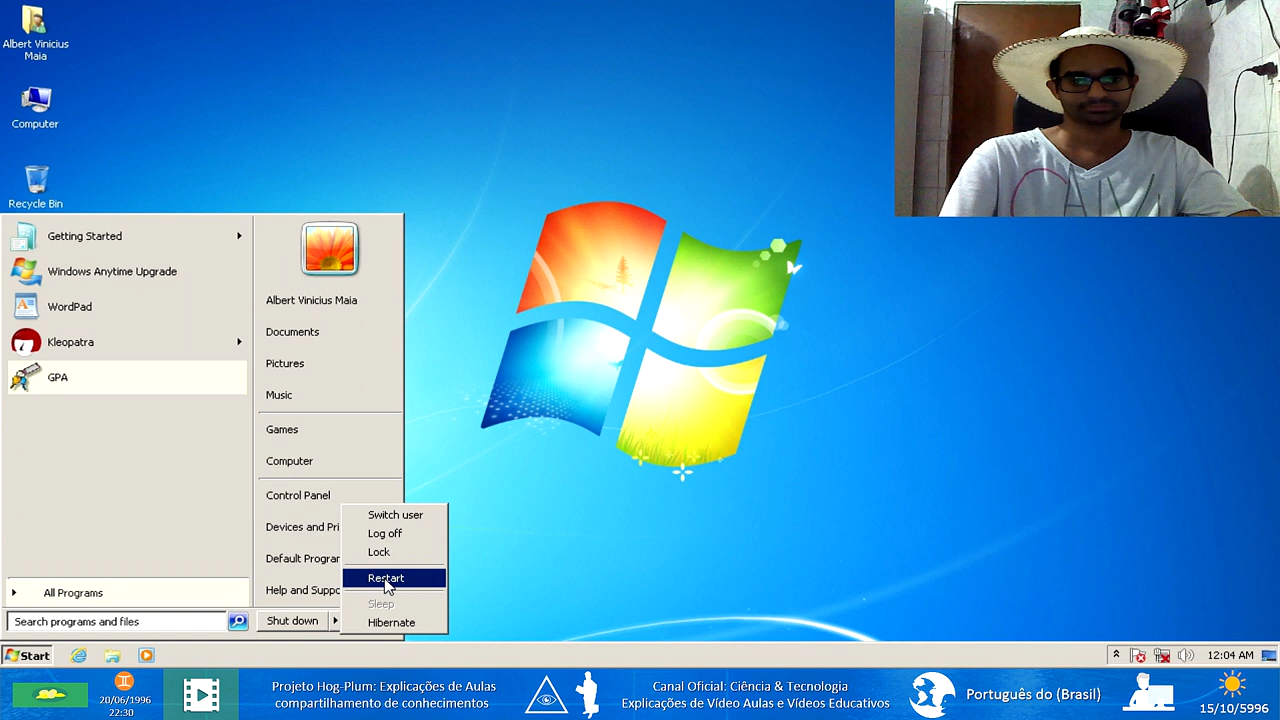 Albert Vinicius
Maia
Computer
Recycle Bin
Getting Started
Windows Anytime Upgrade
WordPad
Kleopatra
GPA
All Programs
Search programs and files
Albert Vinicius Maia
Documents
Pictures
Music
Games
Computer
Control Panel
Devices and Pri
Default Progra
Help and Suppo
Shut down
Switch user
Log off
Lock
Restart
Sleep
Hibernate
Start
12:04 AM
20/06/1996
22:30
Projeto Hog-Plum: Explicações de Aulas
compartilhamento de conhecimentos
Canal Oficial: Ciência & Tecnologia
Explicações de Vídeo Aulas e Vídeos Educativos
Português do (Brasil)
15/10/5996